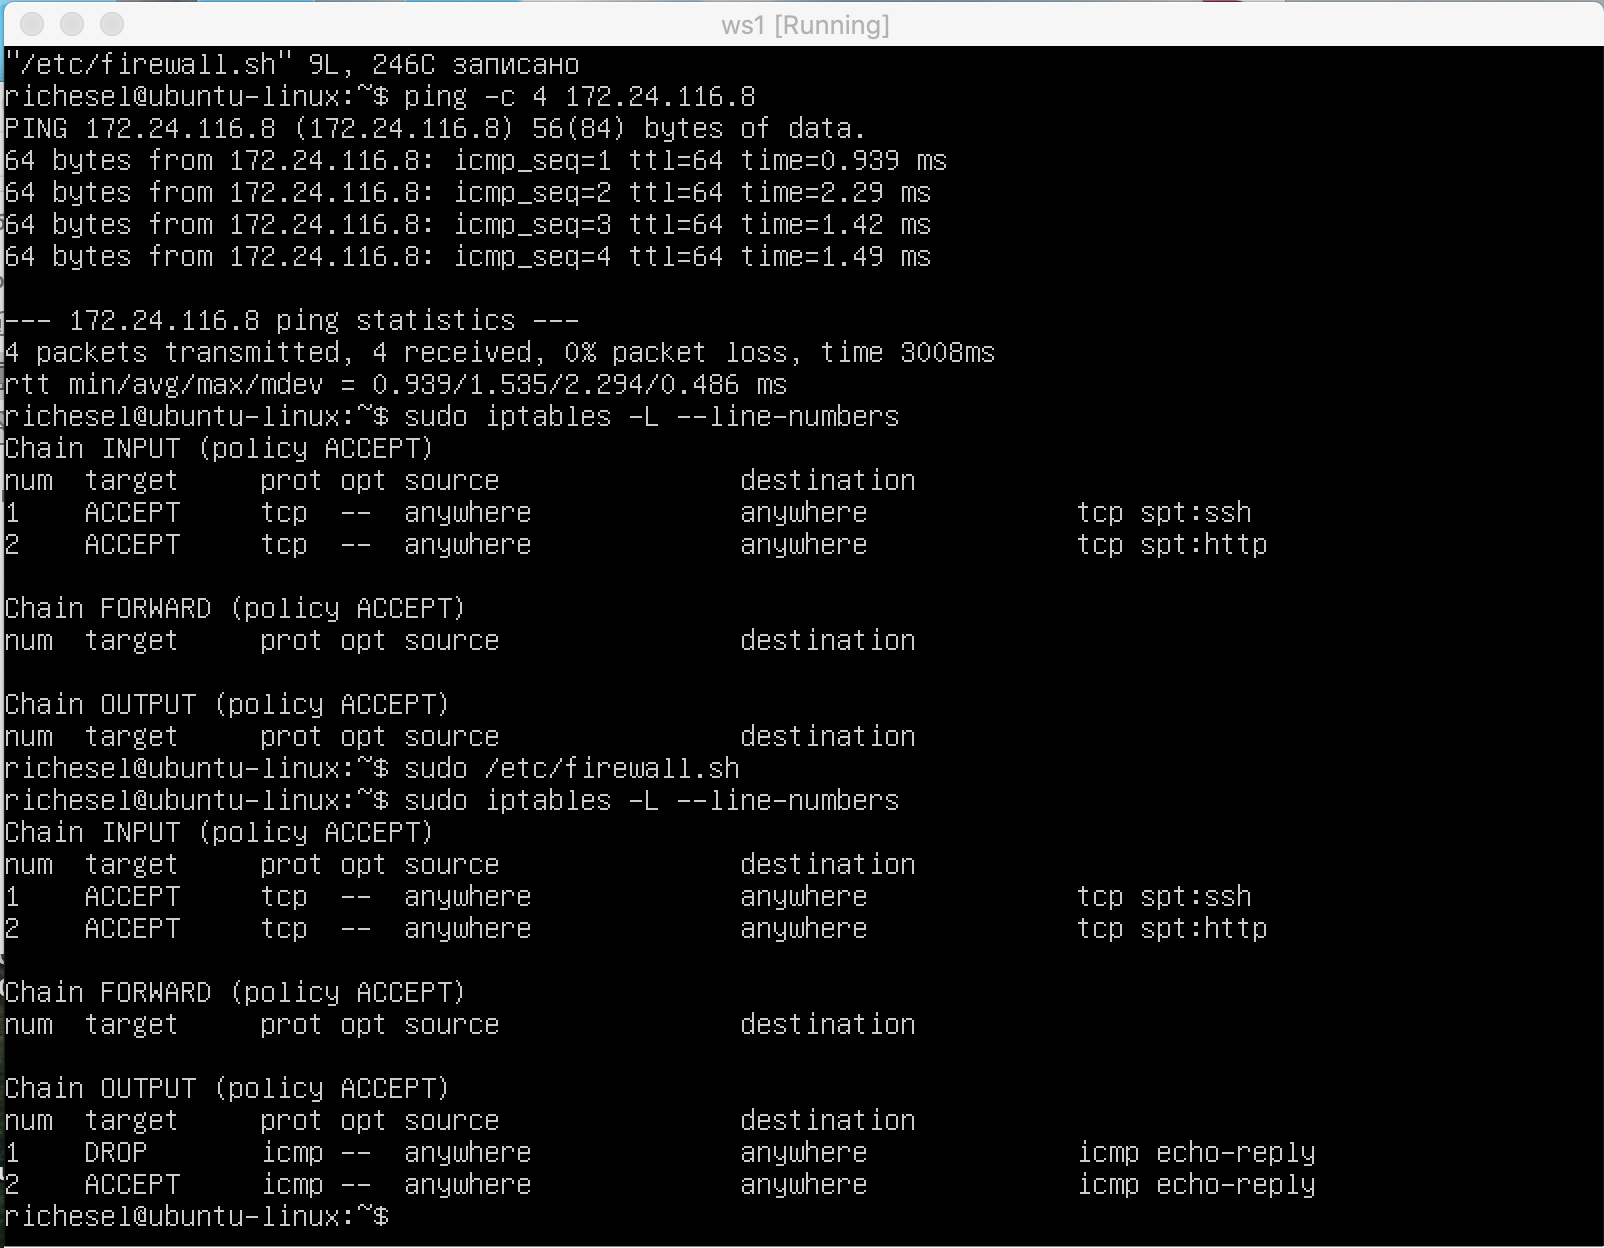 ws1 [Running]
"/etc/firewall.sh" 9L, 246C записано
richesel@ubuntu-linux:~$ ping -c 4 172.24.116.8
PING 172.24.116.8 (172.24.116.8) 56(84) bytes of data.
64 bytes from 172.24.116.8: icmp_seq=1 ttl=64 time=0.939 ms
64 bytes from 172.24.116.8: icmp_seq=2 ttl=64 time=2.29 ms
64 bytes from 172.24.116.8: icmp_seq=3 ttl=64 time=1.42 ms
64 bytes from 172.24.116.8: icmp_seq=4 ttl=64 time=1.49 ms
--- 172.24.116.8 ping statistics ---
4 packets transmitted, 4 received, 0% packet loss, time 3008ms
rtt min/avg/max/mdev = 0.939/1.535/2.294/0.486 ms
richesel@ubuntu-linux:~$ sudo iptables -L --line-numbers
Chain INPUT (policy ACCEPT)
num  target     prot opt source               destination
1    ACCEPT     tcp  --  anywhere             anywhere             tcp spt:ssh
2    ACCEPT     tcp  --  anywhere             anywhere             tcp spt:http
Chain FORWARD (policy ACCEPT)
num  target     prot opt source               destination
Chain OUTPUT (policy ACCEPT)
num  target     prot opt source               destination
richesel@ubuntu-linux:~$ sudo /etc/firewall.sh
richesel@ubuntu-linux:~$ sudo iptables -L --line-numbers
Chain INPUT (policy ACCEPT)
num  target     prot opt source               destination
1    ACCEPT     tcp  --  anywhere             anywhere             tcp spt:ssh
2    ACCEPT     tcp  --  anywhere             anywhere             tcp spt:http
Chain FORWARD (policy ACCEPT)
num  target     prot opt source               destination
Chain OUTPUT (policy ACCEPT)
num  target     prot opt source               destination
1    DROP       icmp --  anywhere             anywhere             icmp echo-reply
2    ACCEPT     icmp --  anywhere             anywhere             icmp echo-reply
richesel@ubuntu-linux:~$